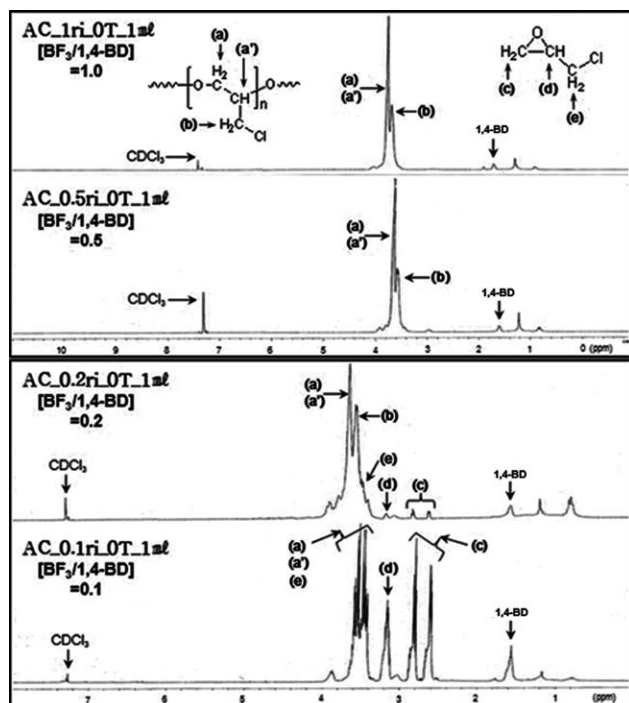 AC_1ri_0T_1㎖
[BF₃/1,4-BD]
=1.0
(a)
(a')
H₂
C
O
CH
O
n
(b)
H₂C
Cl
O
H₂C
CH
Cl
C
H₂
(c)
(d)
(e)
(a)
(a')
(b)
CDCl₃
1,4-BD
AC_0.5ri_0T_1㎖
[BF₃/1,4-BD]
=0.5
(a)
(a')
(b)
CDCl₃
1,4-BD
10 9 8 7 6 5 4 3 2 1 0 (ppm)
AC_0.2ri_0T_1㎖
[BF₃/1,4-BD]
=0.2
(a)
(a')
(b)
(e)
(d)
(c)
CDCl₃
1,4-BD
AC_0.1ri_0T_1㎖
[BF₃/1,4-BD]
=0.1
(a)
(a')
(e)
(d)
(c)
CDCl₃
1,4-BD
7 6 5 4 3 2 1 (ppm)